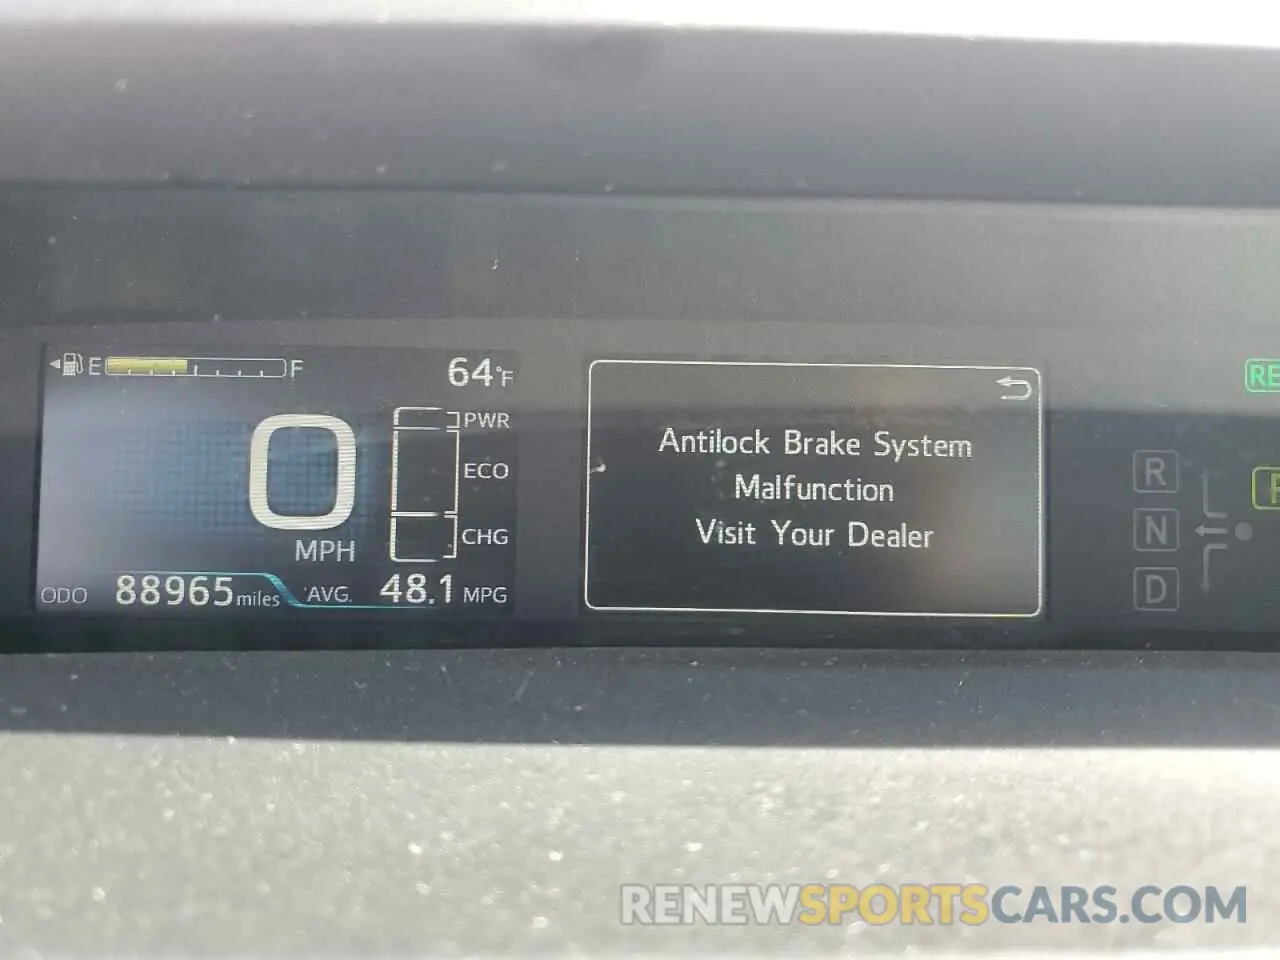 E F 64°F
PWR
ECO
0
MPH
CHG
ODO 88965 miles AVG. 48.1 MPG
Antilock Brake System
Malfunction
Visit Your Dealer
R
N
D
RENEWSPORTSCARS.COM